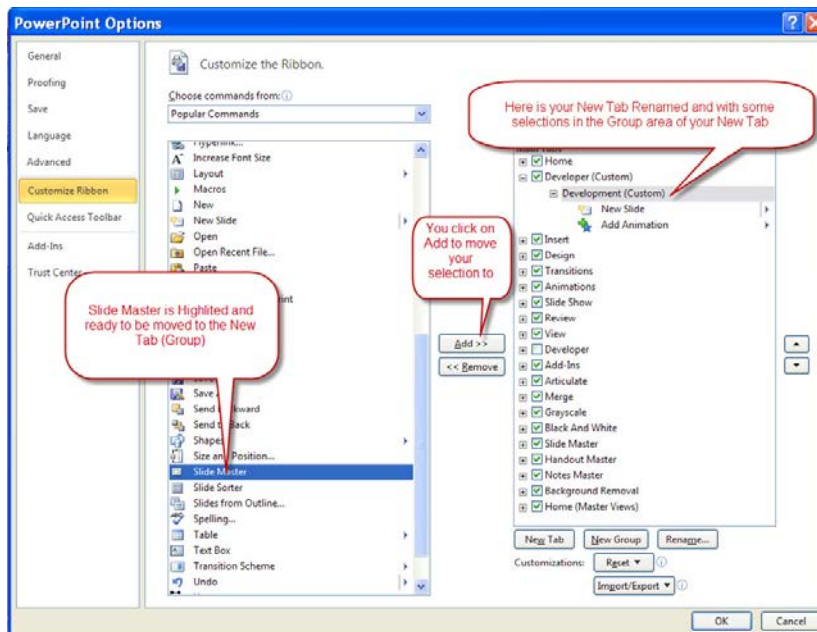 PowerPoint Options
General
Proofing
Save
Language
Advanced
Customize Ribbon
Quick Access Toolbar
Add-Ins
Trust Center
Customize the Ribbon.
Choose commands from:
Popular Commands
Hyperlink...
Increase Font Size
Layout
Macros
New
New Slide
Open
Open Recent File...
Paste
Slide Master is Highlited and
ready to be moved to the New
Tab (Group)
Save
Send Backward
Send to Back
Shapes
Size and Position...
Slide Master
Slide Sorter
Slides from Outline...
Spelling...
Table
Text Box
Transition Scheme
Undo
You click on
Add to move
your
selection to
Add >>
<< Remove
Here is your New Tab Renamed and with some
selections in the Group area of your New Tab
Main Tabs
Home
Developer (Custom)
Development (Custom)
New Slide
Add Animation
Insert
Design
Transitions
Animations
Slide Show
Review
View
Developer
Add-Ins
Articulate
Merge
Grayscale
Black And White
Slide Master
Handout Master
Notes Master
Background Removal
Home (Master Views)
New Tab
New Group
Rename...
Customizations:
Reset
Import/Export
OK
Cancel